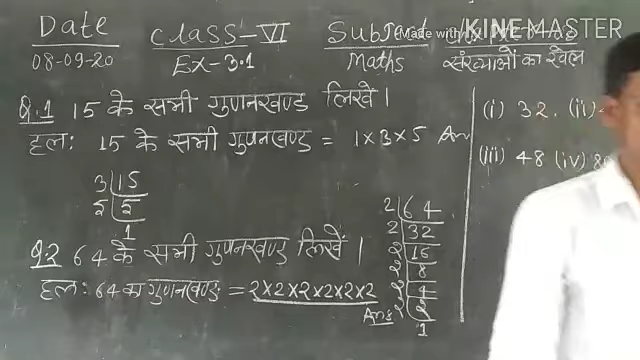 Date
08-09-20
CLASS-VI
Ex-3.1
Subject
Maths
Made with KINEMASTER
संख्याओं का खेल
Q.1 15 के सभी गुणनखण्ड लिखें।
हल: 15 के सभी गुणनखण्ड = 1×3×5 Ans
3 15
5 5
1
Q.2 64 के सभी गुणनखण्ड लिखें।
हल: 64 का गुणनखण्ड = 2×2×2×2×2×2
Ans
2 64
2 32
2 16
2 8
2 4
2 2
1
(i) 32. (ii)
(iii) 48 (iv) 80